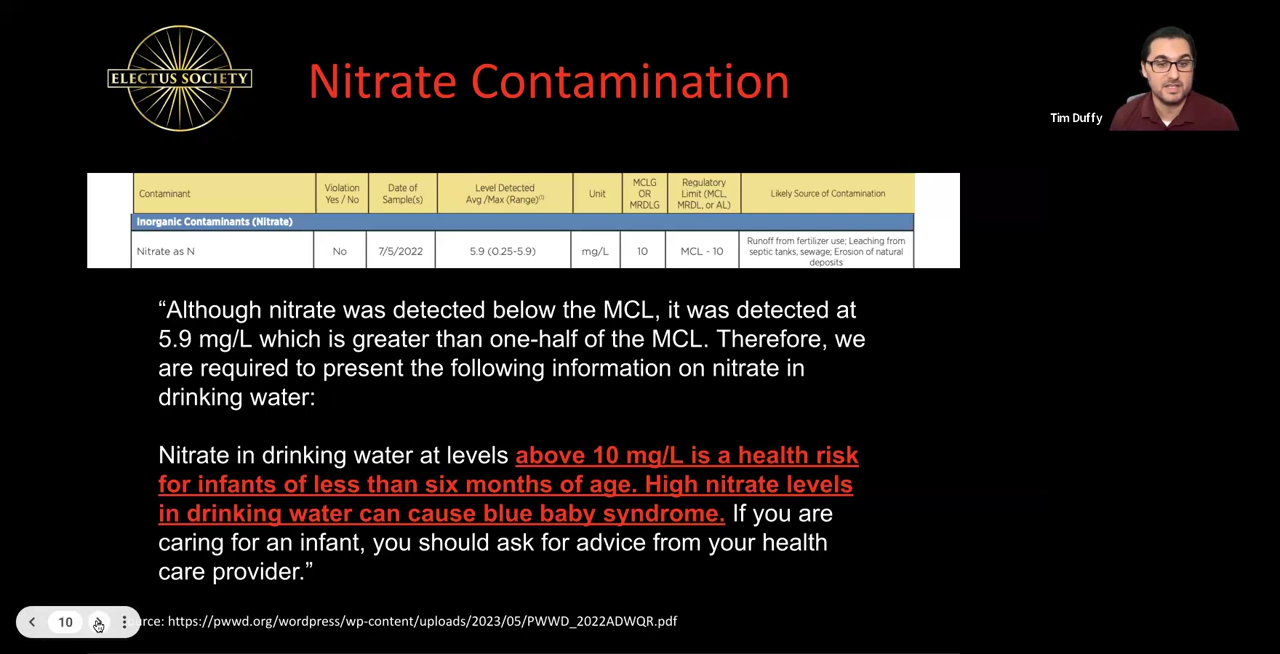 ELECTUS SOCIETY
Nitrate Contamination
Tim Duffy
Contaminant
Violation
Yes / No
Date of
Sample(s)
Level Detected
Avg /Max (Range)⁽¹⁾
Unit
MCLG
OR
MRDLG
Regulatory
Limit (MCL,
MRDL, or AL)
Likely Source of Contamination
Inorganic Contaminants (Nitrate)
Nitrate as N
No
7/5/2022
5.9 (0.25-5.9)
mg/L
10
MCL - 10
Runoff from fertilizer use; Leaching from
septic tanks, sewage; Erosion of natural
deposits
“Although nitrate was detected below the MCL, it was detected at
5.9 mg/L which is greater than one-half of the MCL. Therefore, we
are required to present the following information on nitrate in
drinking water:
Nitrate in drinking water at levels above 10 mg/L is a health risk
for infants of less than six months of age. High nitrate levels
in drinking water can cause blue baby syndrome. If you are
caring for an infant, you should ask for advice from your health
care provider.”
10
ource: https://pwwd.org/wordpress/wp-content/uploads/2023/05/PWWD_2022ADWQR.pdf